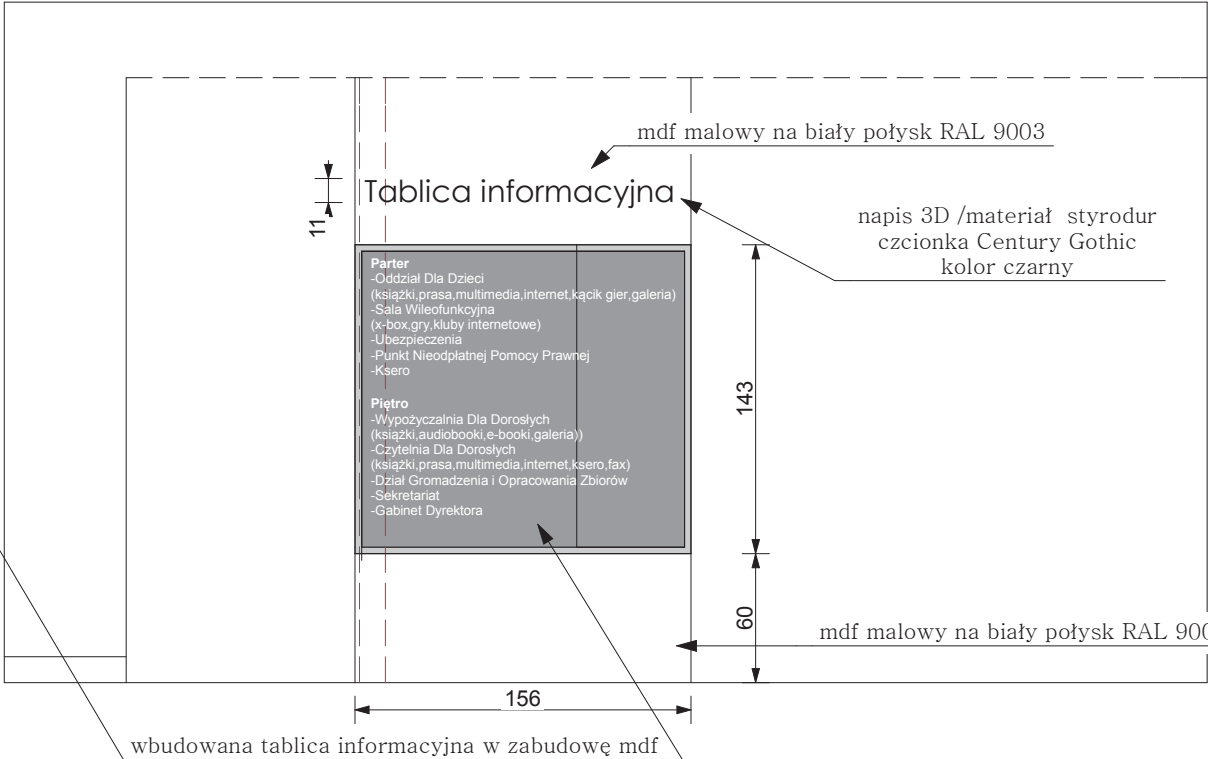 mdf malowy na biały połysk RAL 9003
Tablica informacyjna
11
napis 3D /materiał styrodur
czcionka Century Gothic
kolor czarny
Parter
-Oddział Dla Dzieci
(książki,prasa,multimedia,internet,kącik gier,galeria)
-Sala Wileofunkcyjna
(x-box,gry,kluby internetowe)
-Ubezpieczenia
-Punkt Nieodpłatnej Pomocy Prawnej
-Ksero
Piętro
-Wypożyczalnia Dla Dorosłych
(książki,audiobooki,e-booki,galeria))
-Czytelnia Dla Dorosłych
(książki,prasa,multimedia,internet,ksero,fax)
-Dział Gromadzenia i Opracowania Zbiorów
-Sekretariat
-Gabinet Dyrektora
143
60
mdf malowy na biały połysk RAL
156
wbudowana tablica informacyjna w zabudowę mdf